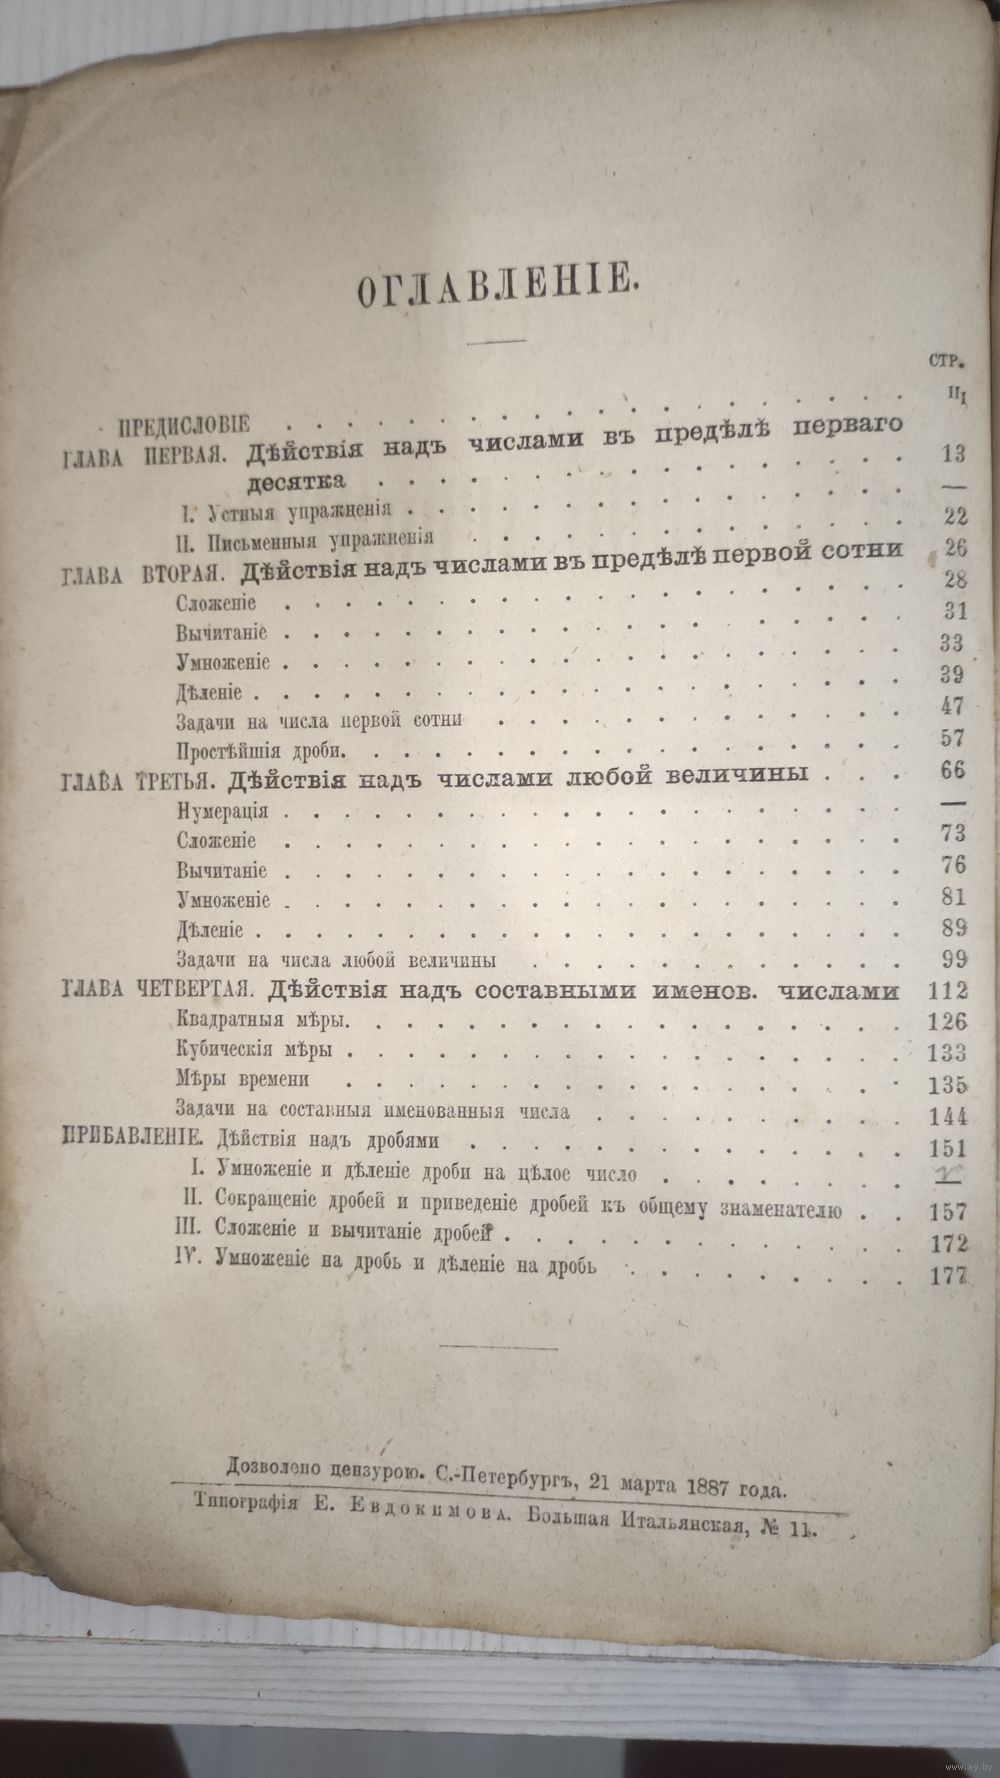 ОГЛАВЛЕНІЕ.
СТР.
ПРЕДИСЛОВІЕ . . . . . . . . . . . . . . . . . III
ГЛАВА ПЕРВАЯ. Дѣйствія надъ числами въ предѣлѣ перваго
десятка . . . . . . . . . . . . . . . . . 13
I. Устныя упражненія . . . . . . . . . . . . . . . . . —
II. Письменныя упражненія . . . . . . . . . . . . . . . 22
ГЛАВА ВТОРАЯ. Дѣйствія надъ числами въ предѣлѣ первой сотни 26
Сложеніе . . . . . . . . . . . . . . . . . . . . . 28
Вычитаніе . . . . . . . . . . . . . . . . . . . . . 31
Умноженіе . . . . . . . . . . . . . . . . . . . . . 33
Дѣленіе . . . . . . . . . . . . . . . . . . . . . . 39
Задачи на числа первой сотни . . . . . . . . . . . . . . 47
Простѣйшія дроби. . . . . . . . . . . . . . . . . . . 57
ГЛАВА ТРЕТЬЯ. Дѣйствія надъ числами любой величины . . . 66
Нумерація . . . . . . . . . . . . . . . . . . . . . —
Сложеніе . . . . . . . . . . . . . . . . . . . . . 73
Вычитаніе . . . . . . . . . . . . . . . . . . . . . 76
Умноженіе . . . . . . . . . . . . . . . . . . . . . 81
Дѣленіе . . . . . . . . . . . . . . . . . . . . . . 89
Задачи на числа любой величины . . . . . . . . . . . . . 99
ГЛАВА ЧЕТВЕРТАЯ. Дѣйствія надъ составными именов. числами 112
Квадратныя мѣры. . . . . . . . . . . . . . . . . . . 126
Кубическія мѣры . . . . . . . . . . . . . . . . . . . 133
Мѣры времени . . . . . . . . . . . . . . . . . . . 135
Задачи на составныя именованныя числа . . . . . . . . . . . 144
ПРИБАВЛЕНІЕ. Дѣйствія надъ дробями . . . . . . . . . . . . . . . 151
I. Умноженіе и дѣленіе дроби на цѣлое число . . . . . . . . . —
II. Сокращеніе дробей и приведеніе дробей къ общему знаменателю . . 157
III. Сложеніе и вычитаніе дробей . . . . . . . . . . . . . . 172
IV. Умноженіе на дробь и дѣленіе на дробь . . . . . . . . . . 177
Дозволено цензурою. С.-Петербургъ, 21 марта 1887 года.
Типографія Е. Евдокимова. Большая Итальянская, № 11.
www.ay.by